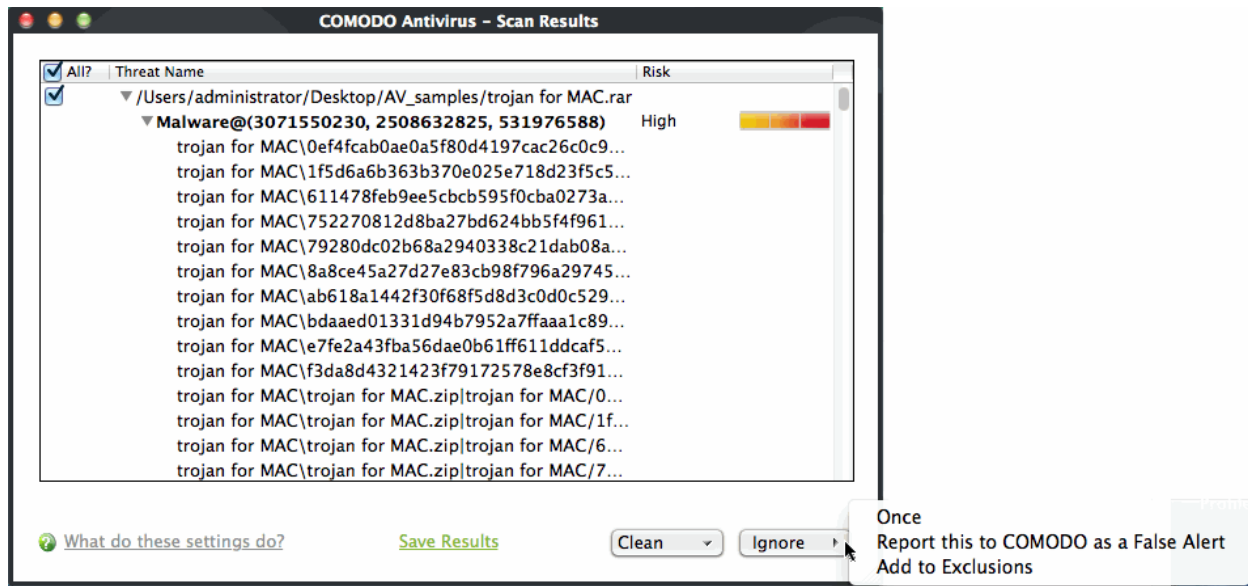 COMODO Antivirus – Scan Results
All? Threat Name Risk
/Users/administrator/Desktop/AV_samples/trojan for MAC.rar
Malware@(3071550230, 2508632825, 531976588) High
trojan for MAC\0ef4fcab0ae0a5f80d4197cac26c0c9...
trojan for MAC\1f5d6a6b363b370e025e718d23f5c5...
trojan for MAC\611478feb9ee5cbcb595f0cba0273a...
trojan for MAC\752270812d8ba27bd624bb5f4f961...
trojan for MAC\79280dc02b68a2940338c21dab08a...
trojan for MAC\8a8ce45a27d27e83cb98f796a29745...
trojan for MAC\ab618a1442f30f68f5d8d3c0d0c529...
trojan for MAC\bdaaed01331d94b7952a7ffaaa1c89...
trojan for MAC\e7fe2a43fba56dae0b61ff611ddcaf5...
trojan for MAC\f3da8d4321423f79172578e8cf3f91...
trojan for MAC\trojan for MAC.zip|trojan for MAC/0...
trojan for MAC\trojan for MAC.zip|trojan for MAC/1f...
trojan for MAC\trojan for MAC.zip|trojan for MAC/6...
trojan for MAC\trojan for MAC.zip|trojan for MAC/7...
What do these settings do? Save Results Clean Ignore
Once
Report this to COMODO as a False Alert
Add to Exclusions